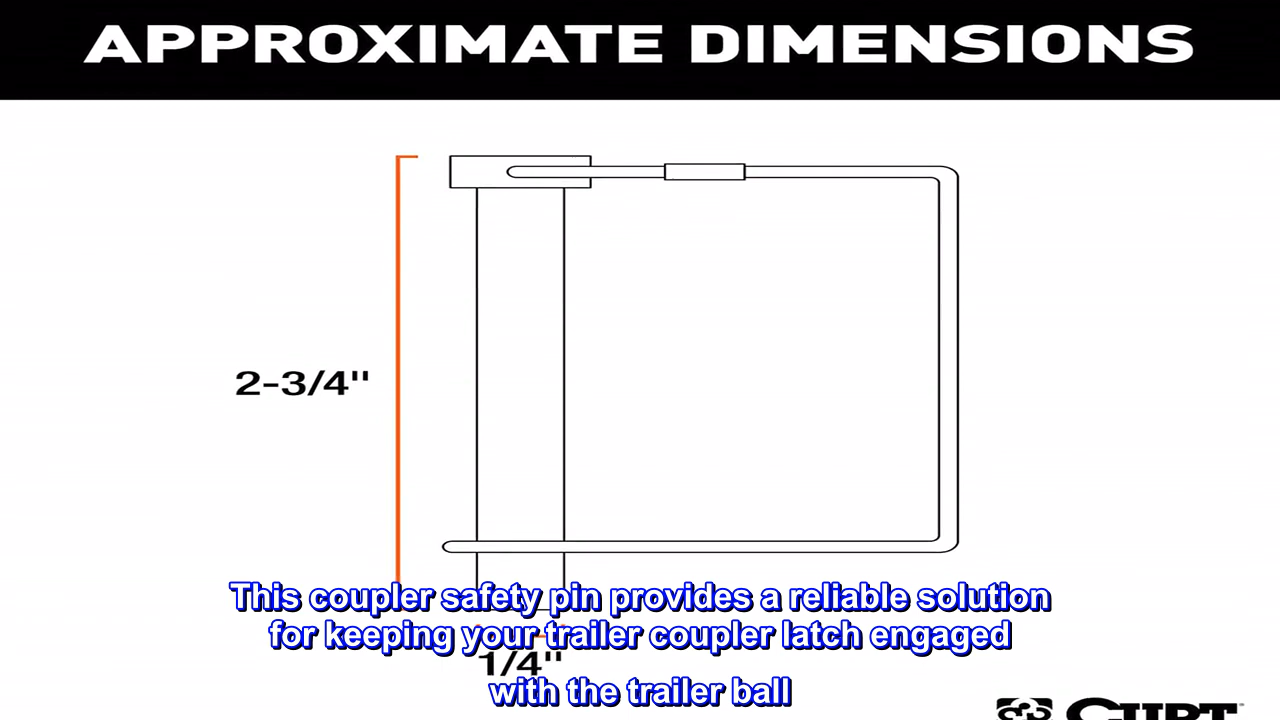 APPROXIMATE DIMENSIONS
2-3/4"
This coupler safety pin provides a reliable solution
for keeping your trailer coupler latch engaged
1/4"
with the trailer ball
CURT